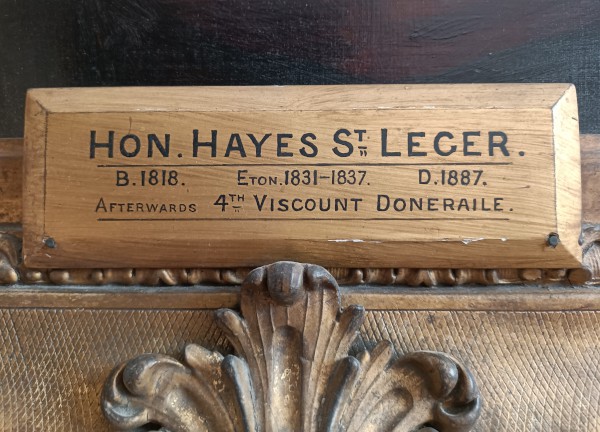 HON. HAYES ST. LEGER.
B.1818. ETON.1831-1837. D.1887.
AFTERWARDS 4TH VISCOUNT DONERAILE.